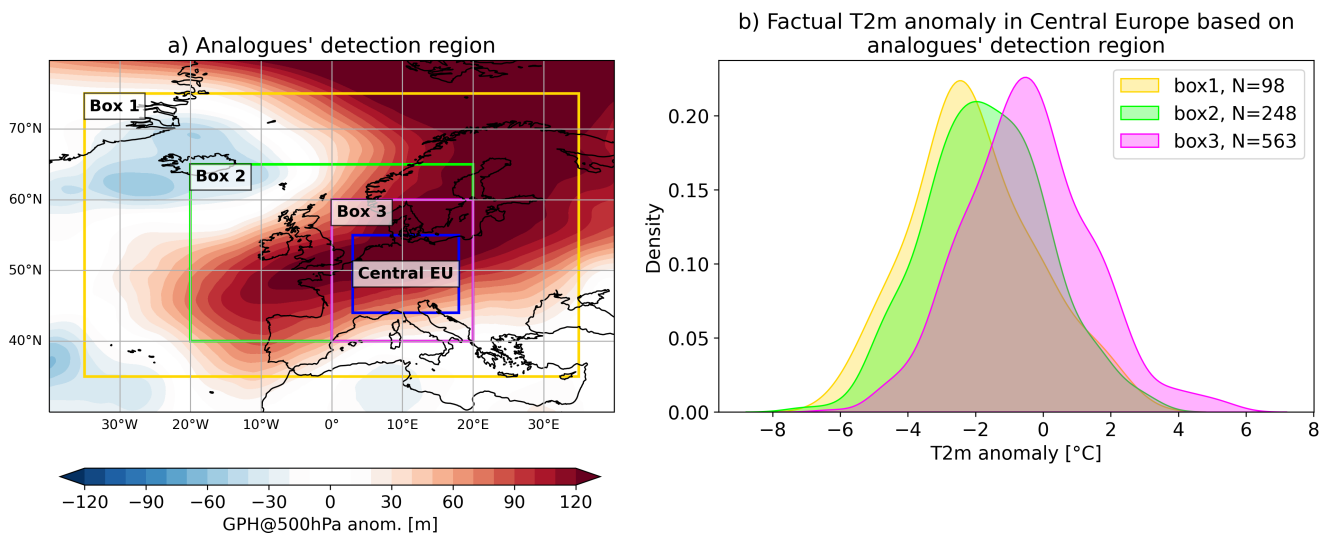 a) Analogues' detection region
Box 1
Box 2
Box 3
Central EU
70°N
60°N
50°N
40°N
30°W 20°W 10°W 0° 10°E 20°E 30°E
−120 −90 −60 −30 0 30 60 90 120
GPH@500hPa anom. [m]
b) Factual T2m anomaly in Central Europe based on
analogues' detection region
box1, N=98
box2, N=248
box3, N=563
Density
0.20
0.15
0.10
0.05
0.00
−8 −6 −4 −2 0 2 4 6 8
T2m anomaly [°C]